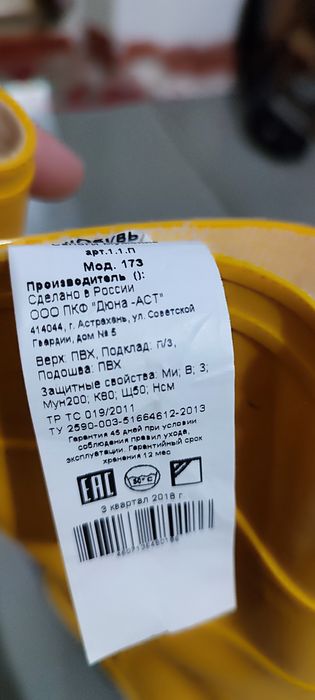 арт.1.1.П
Мод. 173
Производитель ():
Сделано в России
ООО ПКФ "Дюна -АСТ"
414044, г. Астрахань, ул. Советской
Гвардии, дом № 5
Верх: ПВХ, Подклад: п/э,
Подошва: ПВХ
Защитные свойства: Ми; В; З;
Мун200; К80; Щ50; Нсм
ТР ТС 019/2011
ТУ 2590-003-51664612-2013
Гарантия 45 дней при условии
соблюдения правил ухода,
эксплуатации. Гарантийный срок
хранения 12 мес
EAC 30°C
3 квартал 2018 г.